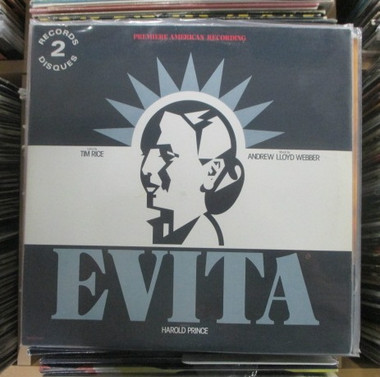 PREMIERE AMERICAN RECORDING
RECORDS
2
DISQUES
TIM RICE
ANDREW LLOYD WEBBER
EVITA
HAROLD PRINCE